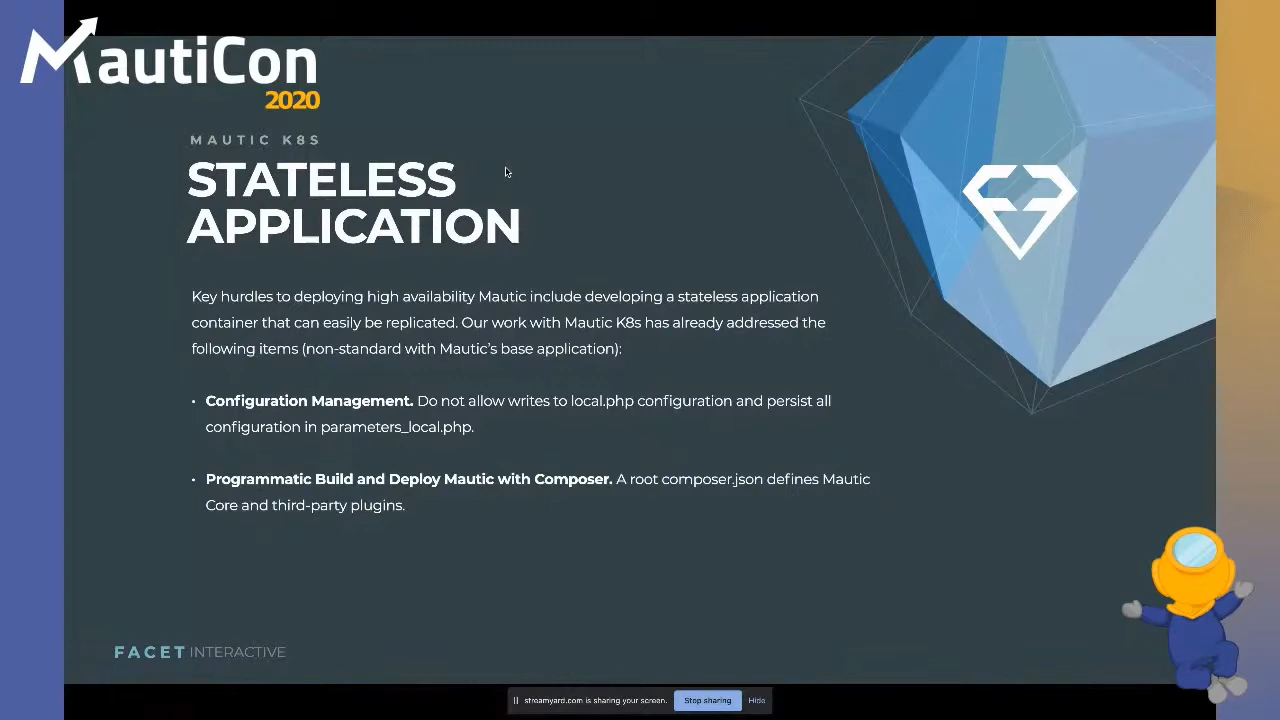 MautiCon
2020
MAUTIC K8S
STATELESS
APPLICATION
Key hurdles to deploying high availability Mautic include developing a stateless application
container that can easily be replicated. Our work with Mautic K8s has already addressed the
following items (non-standard with Mautic's base application):
• Configuration Management. Do not allow writes to local.php configuration and persist all
configuration in parameters_local.php.
• Programmatic Build and Deploy Mautic with Composer. A root composer.json defines Mautic
Core and third-party plugins.
FACET INTERACTIVE
streamyard.com is sharing your screen. Stop sharing Hide